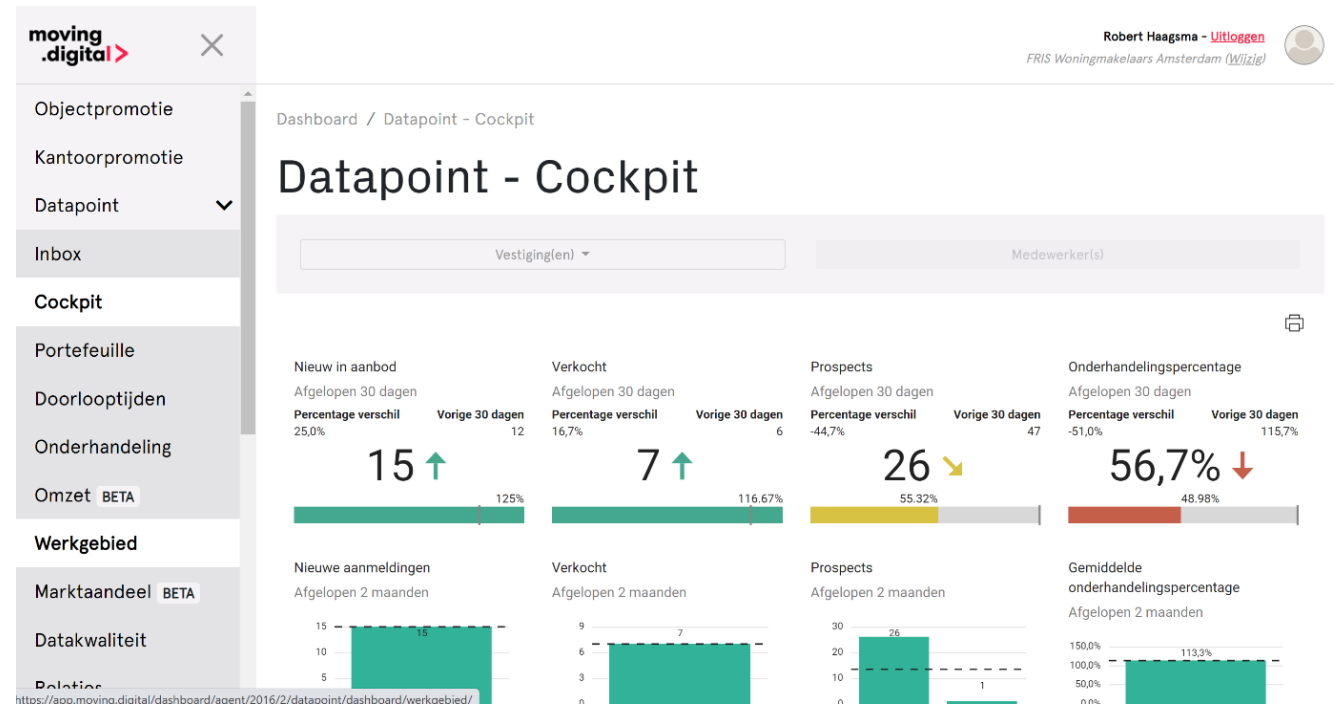 moving
.digital>
Robert Haagsma - Uitloggen
FRIS Woningmakelaars Amsterdam (Wijzig)
Objectpromotie
Kantoorpromotie
Datapoint
Inbox
Cockpit
Portefeuille
Doorlooptijden
Onderhandeling
Omzet BETA
Werkgebied
Marktaandeel BETA
Datakwaliteit
Relaties
https://app.moving.digital/dashboard/agent/2016/2/datapoint/dashboard/werkgebied/
Dashboard / Datapoint - Cockpit
Datapoint - Cockpit
Vestiging(en)
Medewerker(s)
Nieuw in aanbod
Afgelopen 30 dagen
Percentage verschil Vorige 30 dagen
25,0% 12
15
125%
Verkocht
Afgelopen 30 dagen
Percentage verschil Vorige 30 dagen
16,7% 6
7
116.67%
Prospects
Afgelopen 30 dagen
Percentage verschil Vorige 30 dagen
-44,7% 47
26
55.32%
Onderhandelingspercentage
Afgelopen 30 dagen
Percentage verschil Vorige 30 dagen
-51,0% 115,7%
56,7%
48.98%
Nieuwe aanmeldingen
Afgelopen 2 maanden
15
15
10
5
Verkocht
Afgelopen 2 maanden
9
7
6
3
0
Prospects
Afgelopen 2 maanden
30
26
20
10
1
0
Gemiddelde
onderhandelingspercentage
Afgelopen 2 maanden
150,0%
113,3%
100,0%
50,0%
0,0%